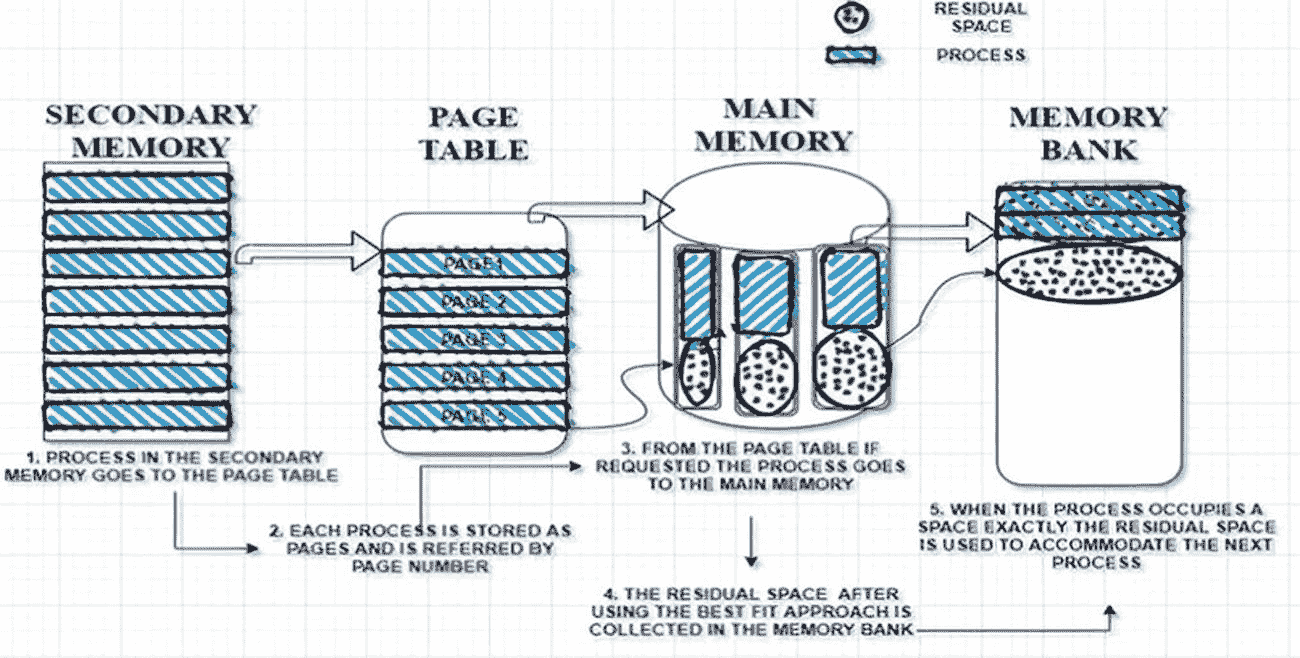 RESIDUAL
SPACE
PROCESS
SECONDARY
MEMORY
PAGE
TABLE
MAIN
MEMORY
MEMORY
BANK
PAGE1
PAGE 2
PAGE 3
PAGE 4
PAGE 5
1. PROCESS IN THE SECONDARY
MEMORY GOES TO THE PAGE TABLE
2. EACH PROCESS IS STORED AS
PAGES AND IS REFERRED BY
PAGE NUMBER
3. FROM THE PAGE TABLE IF
REQUESTED THE PROCESS GOES
TO THE MAIN MEMORY
4. THE RESIDUAL SPACE AFTER
USING THE BEST FIT APPROACH IS
COLLECTED IN THE MEMORY BANK
5. WHEN THE PROCESS OCCUPIES A
SPACE EXACTLY THE RESIDUAL SPACE
IS USED TO ACCOMMODATE THE NEXT
PROCESS